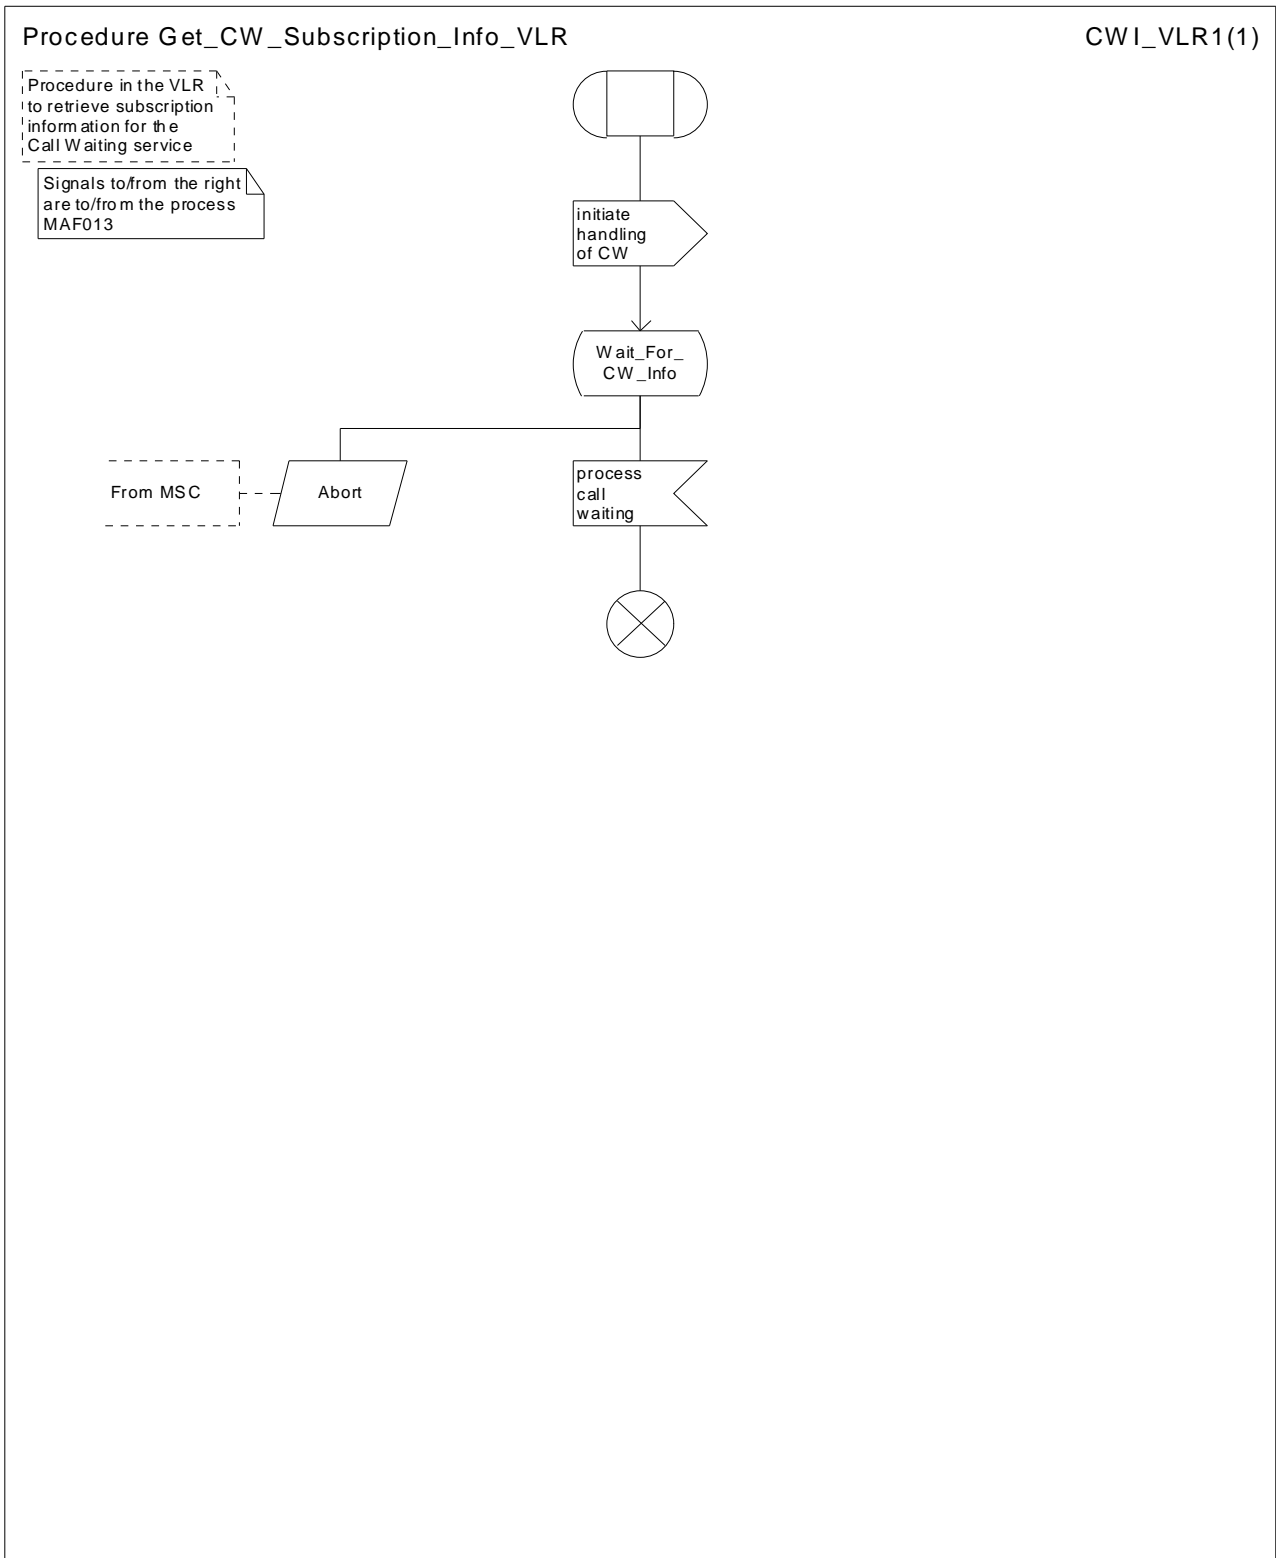 Procedure Get_CW_Subscription_Info_VLR
CWI_VLR1(1)
Procedure in the VLR
to retrieve subscription
information for the
Call Waiting service
Signals to/from the right
are to/from the process
MAF013
initiate
handling
of CW
Wait_For_
CW_Info
From MSC
Abort
process
call
waiting